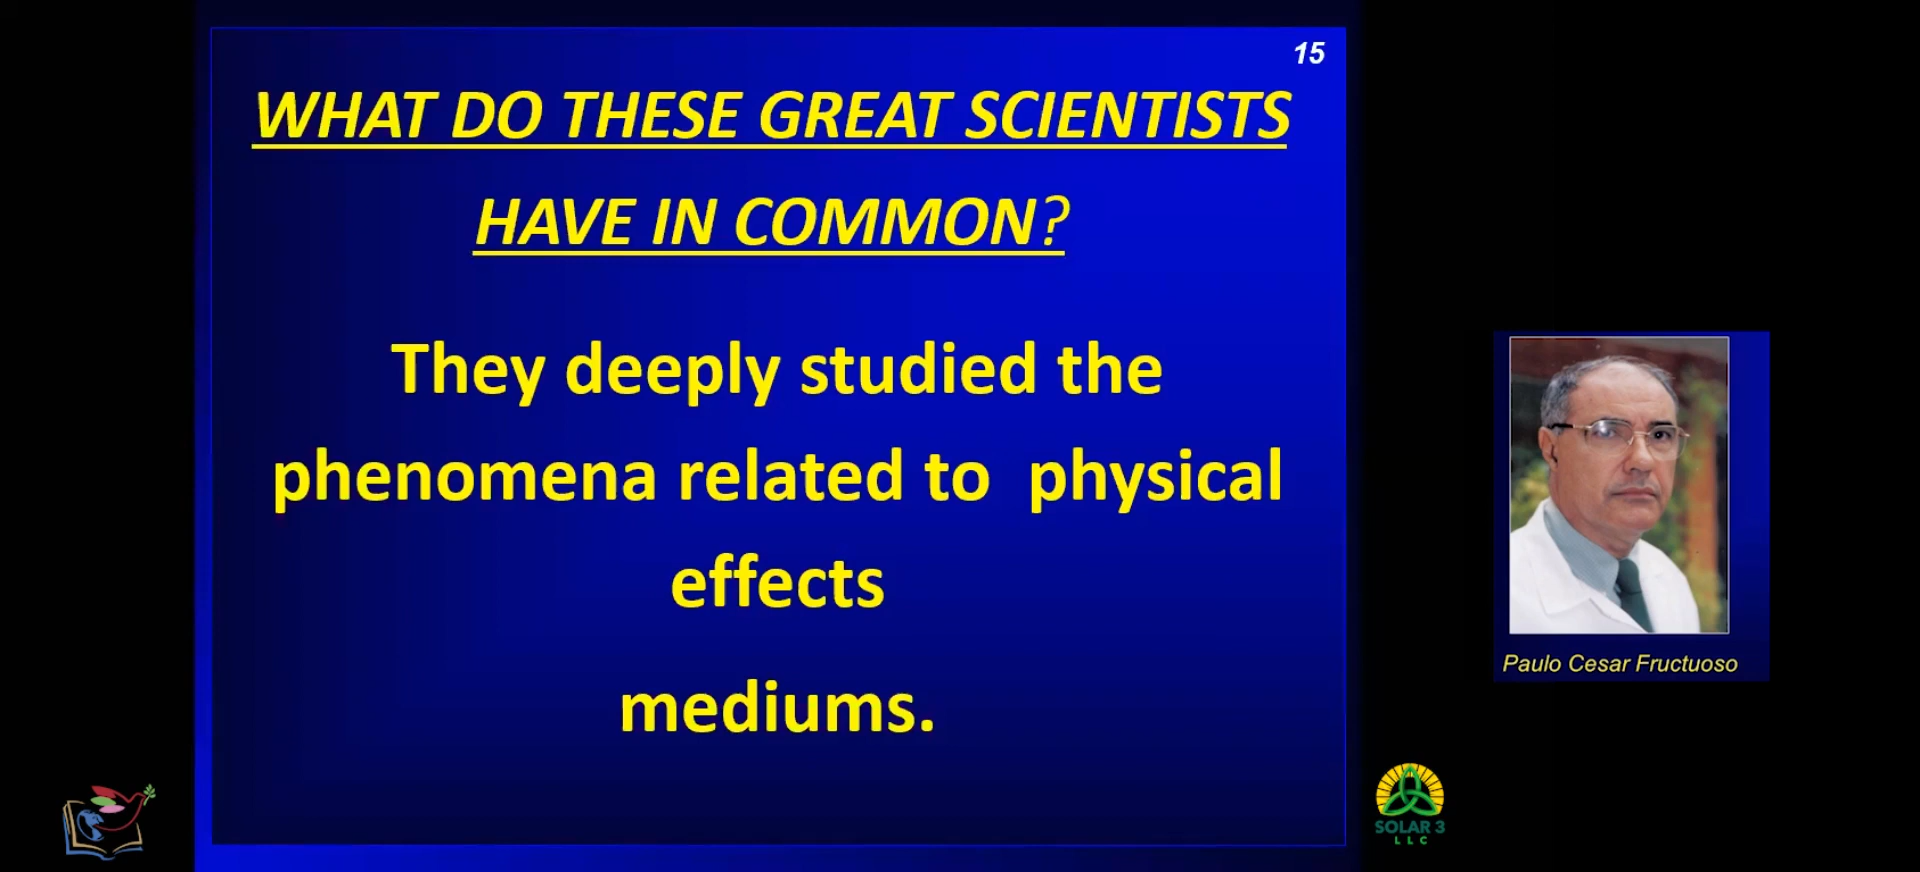 15
WHAT DO THESE GREAT SCIENTISTS
HAVE IN COMMON?
They deeply studied the
phenomena related to  physical
effects
mediums.
Paulo Cesar Fructuoso
SOLAR 3
LLC